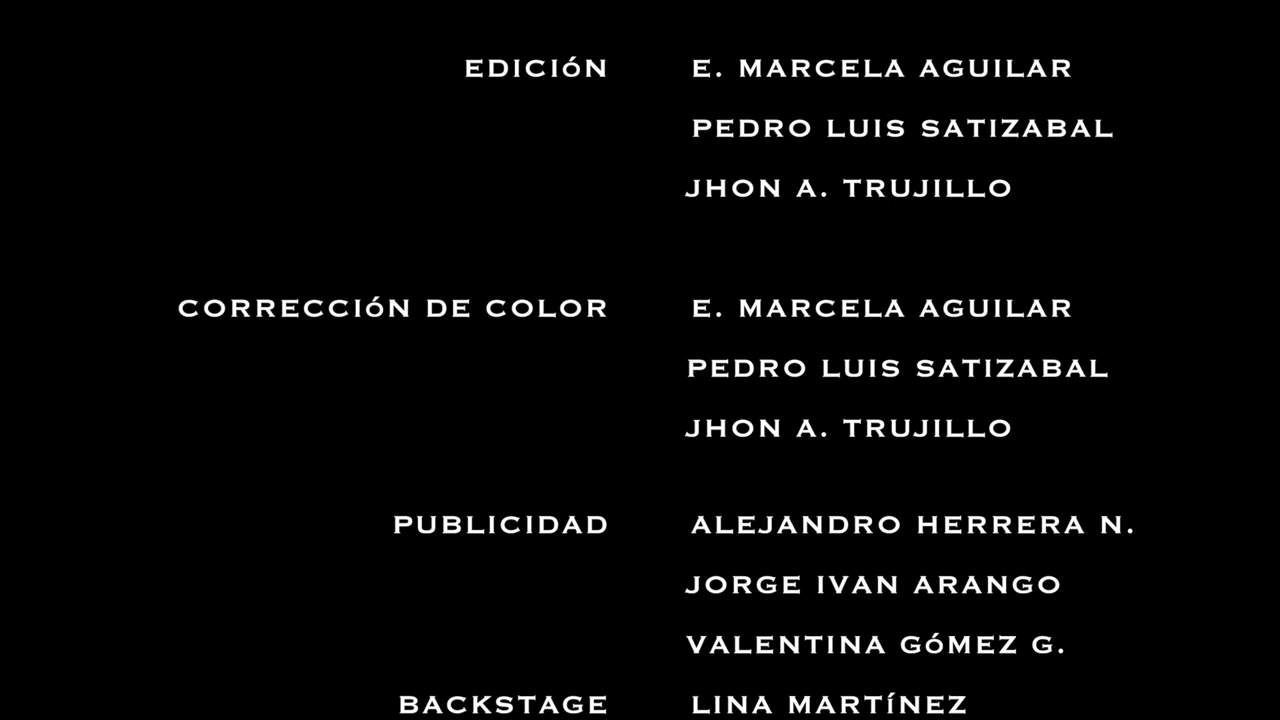 EDICIÓN E. MARCELA AGUILAR
PEDRO LUIS SATIZABAL
JHON A. TRUJILLO
CORRECCIÓN DE COLOR E. MARCELA AGUILAR
PEDRO LUIS SATIZABAL
JHON A. TRUJILLO
PUBLICIDAD ALEJANDRO HERRERA N.
JORGE IVAN ARANGO
VALENTINA GÓMEZ G.
BACKSTAGE LINA MARTÍNEZ